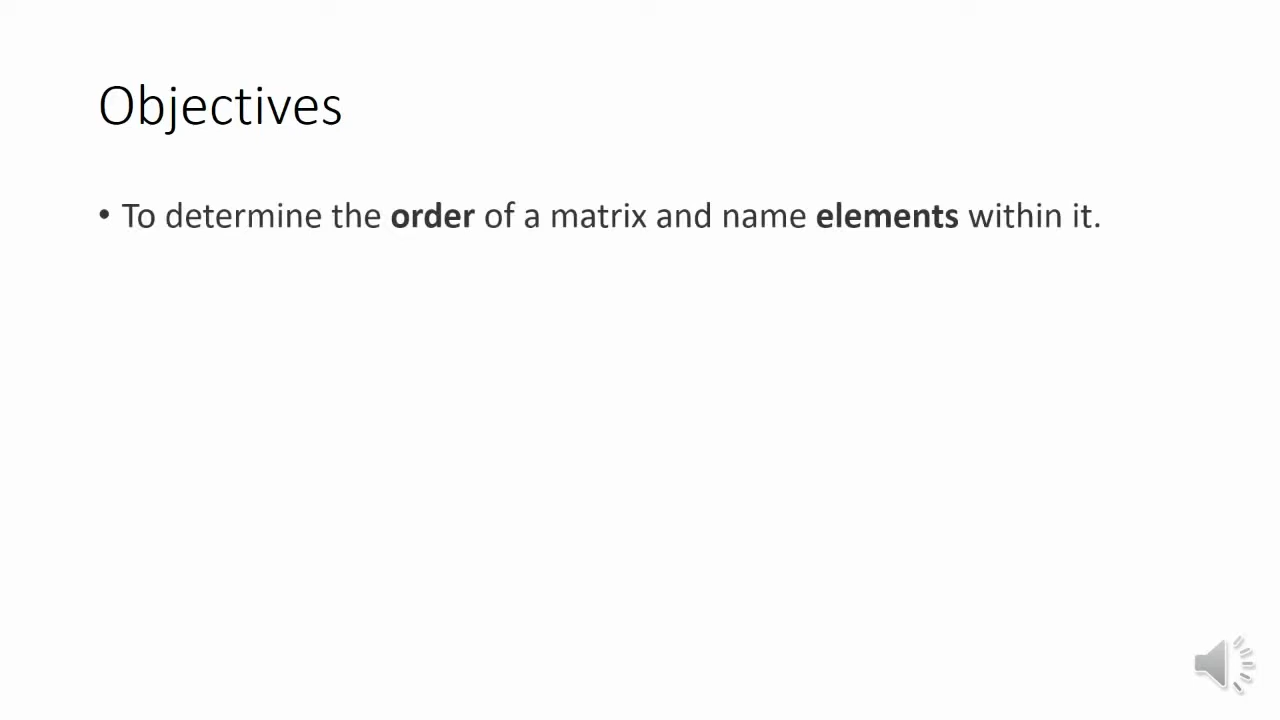 Objectives
• To determine the order of a matrix and name elements within it.